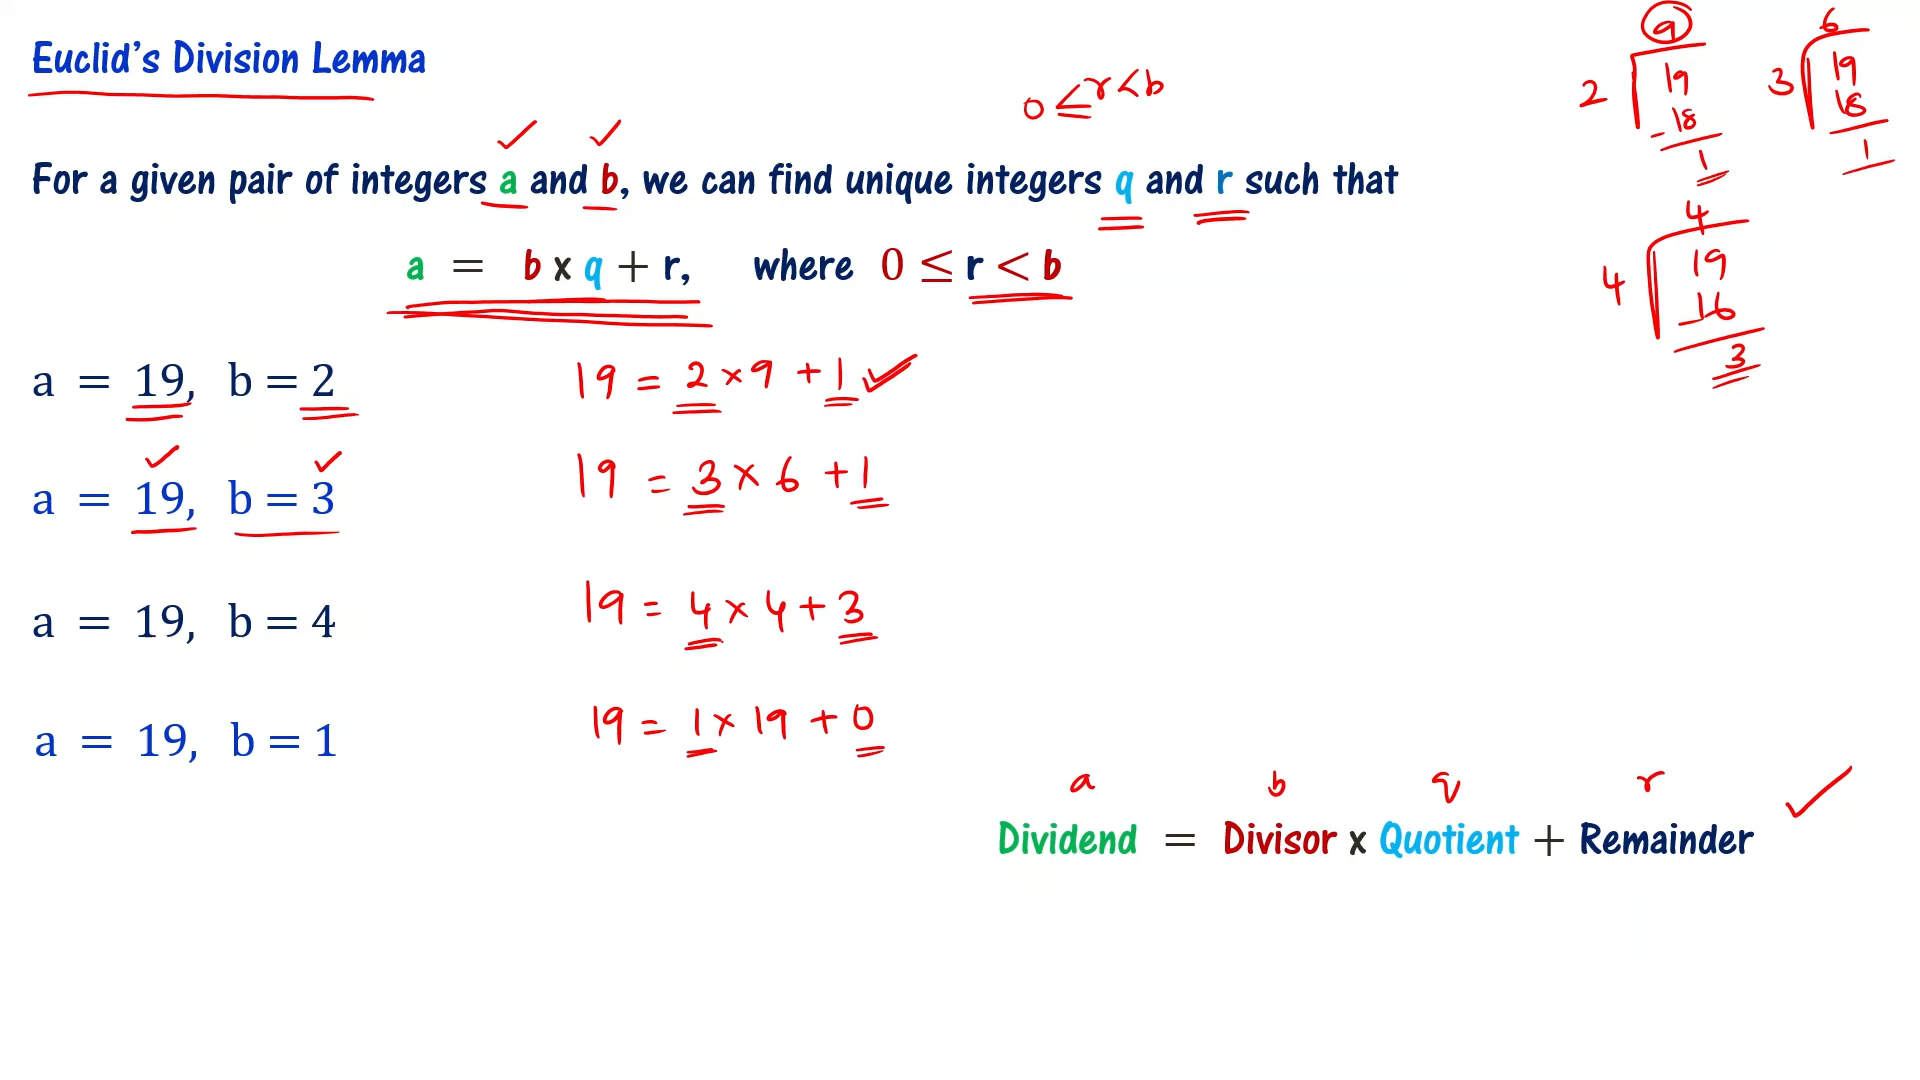 Euclid's Division Lemma
0 ≤ r < b
For a given pair of integers a and b, we can find unique integers q and r such that
a = b x q + r, where 0 ≤ r < b
a = 19, b = 2 19 = 2 × 9 + 1
a = 19, b = 3 19 = 3 × 6 + 1
a = 19, b = 4 19 = 4 × 4 + 3
a = 19, b = 1 19 = 1 × 19 + 0
9
2 19
- 18
1
6
3 19
18
1
4
4 19
- 16
3
a b q r
Dividend = Divisor x Quotient + Remainder